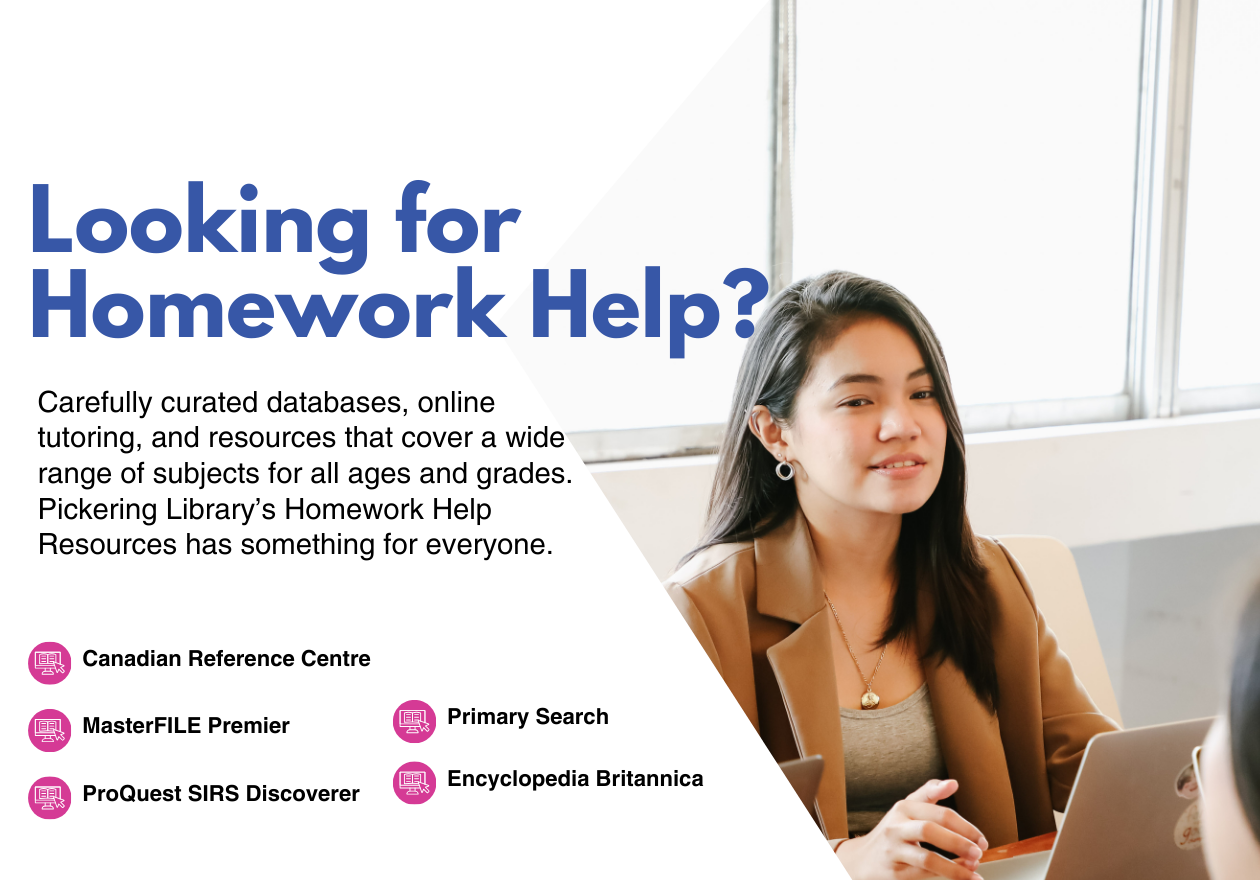 Looking for
Homework Help?
Carefully curated databases, online
tutoring, and resources that cover a wide
range of subjects for all ages and grades.
Pickering Library’s Homework Help
Resources has something for everyone.
Canadian Reference Centre
MasterFILE Premier
ProQuest SIRS Discoverer
Primary Search
Encyclopedia Britannica